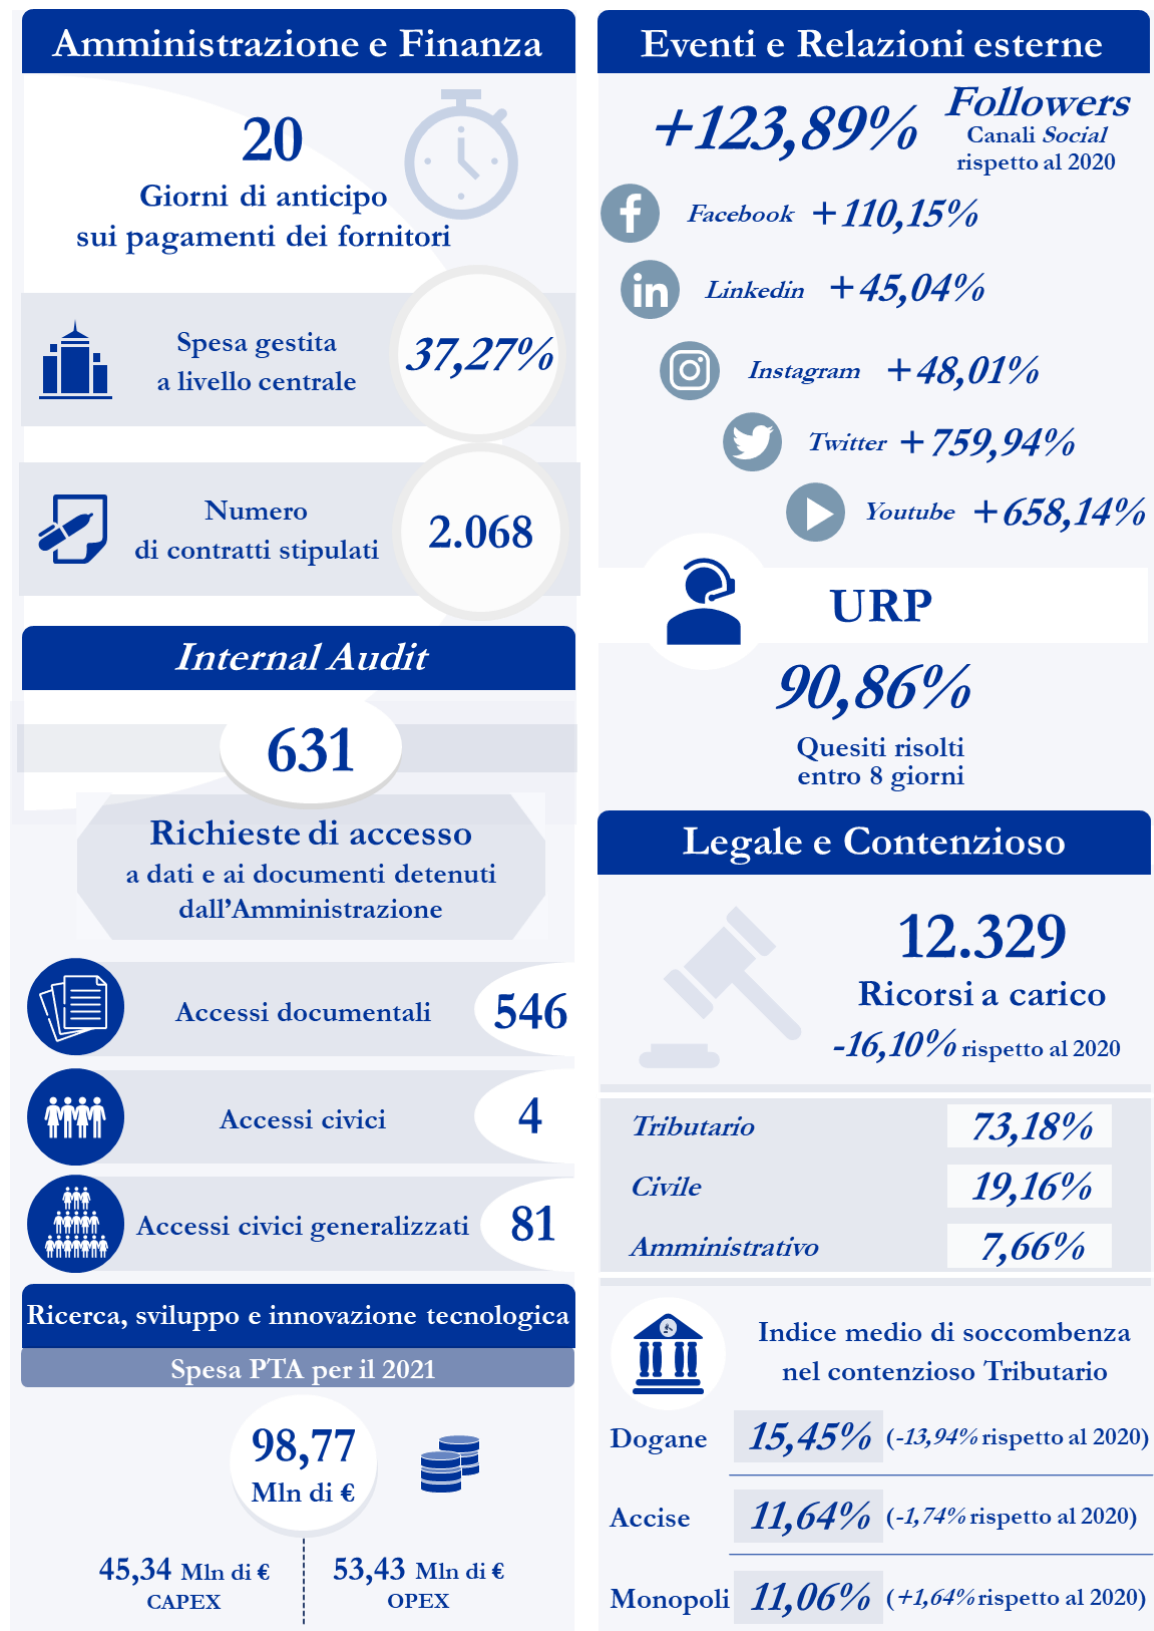 Amministrazione e Finanza
20
Giorni di anticipo
sui pagamenti dei fornitori
Spesa gestita
a livello centrale
37,27%
Numero
di contratti stipulati
2.068
Internal Audit
631
Richieste di accesso
a dati e ai documenti detenuti
dall'Amministrazione
Accessi documentali 546
Accessi civici 4
Accessi civici generalizzati 81
Ricerca, sviluppo e innovazione tecnologica
Spesa PTA per il 2021
98,77
Mln di €
45,34 Mln di €
CAPEX
53,43 Mln di €
OPEX
Eventi e Relazioni esterne
+123,89%
Followers
Canali Social
rispetto al 2020
Facebook +110,15%
in
Linkedin +45,04%
Instagram +48,01%
Twitter +759,94%
Youtube +658,14%
URP
90,86%
Quesiti risolti
entro 8 giorni
Legale e Contenzioso
12.329
Ricorsi a carico
-16,10% rispetto al 2020
Tributario 73,18%
Civile 19,16%
Amministrativo 7,66%
Indice medio di soccombenza
nel contenzioso Tributario
Dogane 15,45% (-13,94% rispetto al 2020)
Accise 11,64% (-1,74% rispetto al 2020)
Monopoli 11,06% (+1,64% rispetto al 2020)